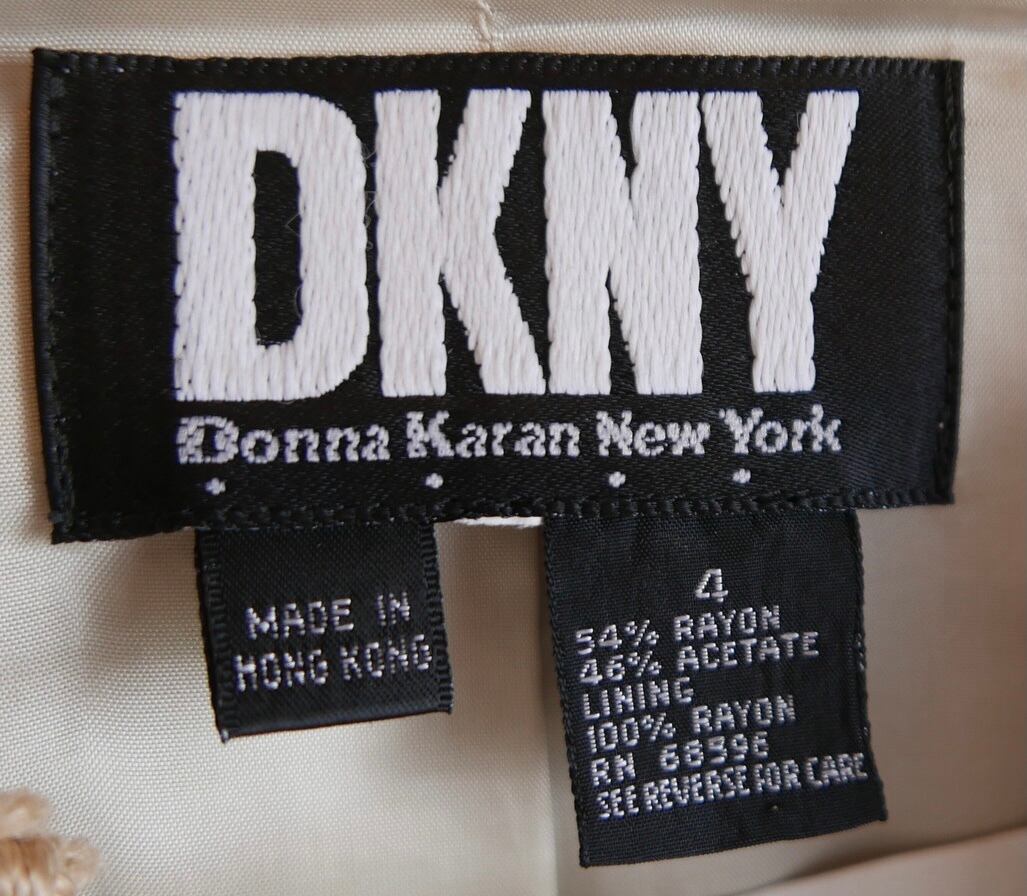 DKNY
Donna Karan New York
MADE IN
HONG KONG
4
54% RAYON
46% ACETATE
LINING
100% RAYON
RN
SEE REVERSE FOR CARE